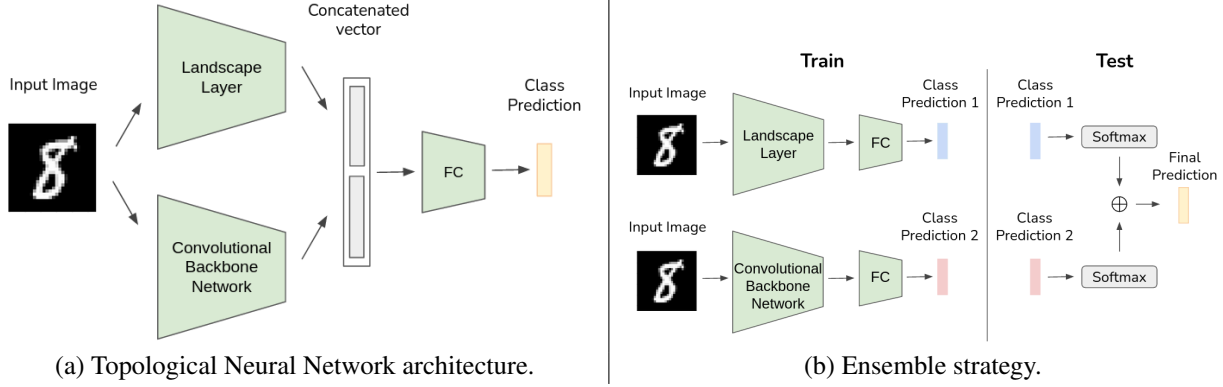 Input Image
Landscape
Layer
Convolutional
Backbone
Network
Concatenated
vector
FC
Class
Prediction
(a) Topological Neural Network architecture.
Train
Input Image
Landscape
Layer
FC
Class
Prediction 1
Input Image
Convolutional
Backbone
Network
FC
Class
Prediction 2
Test
Class
Prediction 1
Softmax
Class
Prediction 2
Softmax
Final
Prediction
(b) Ensemble strategy.